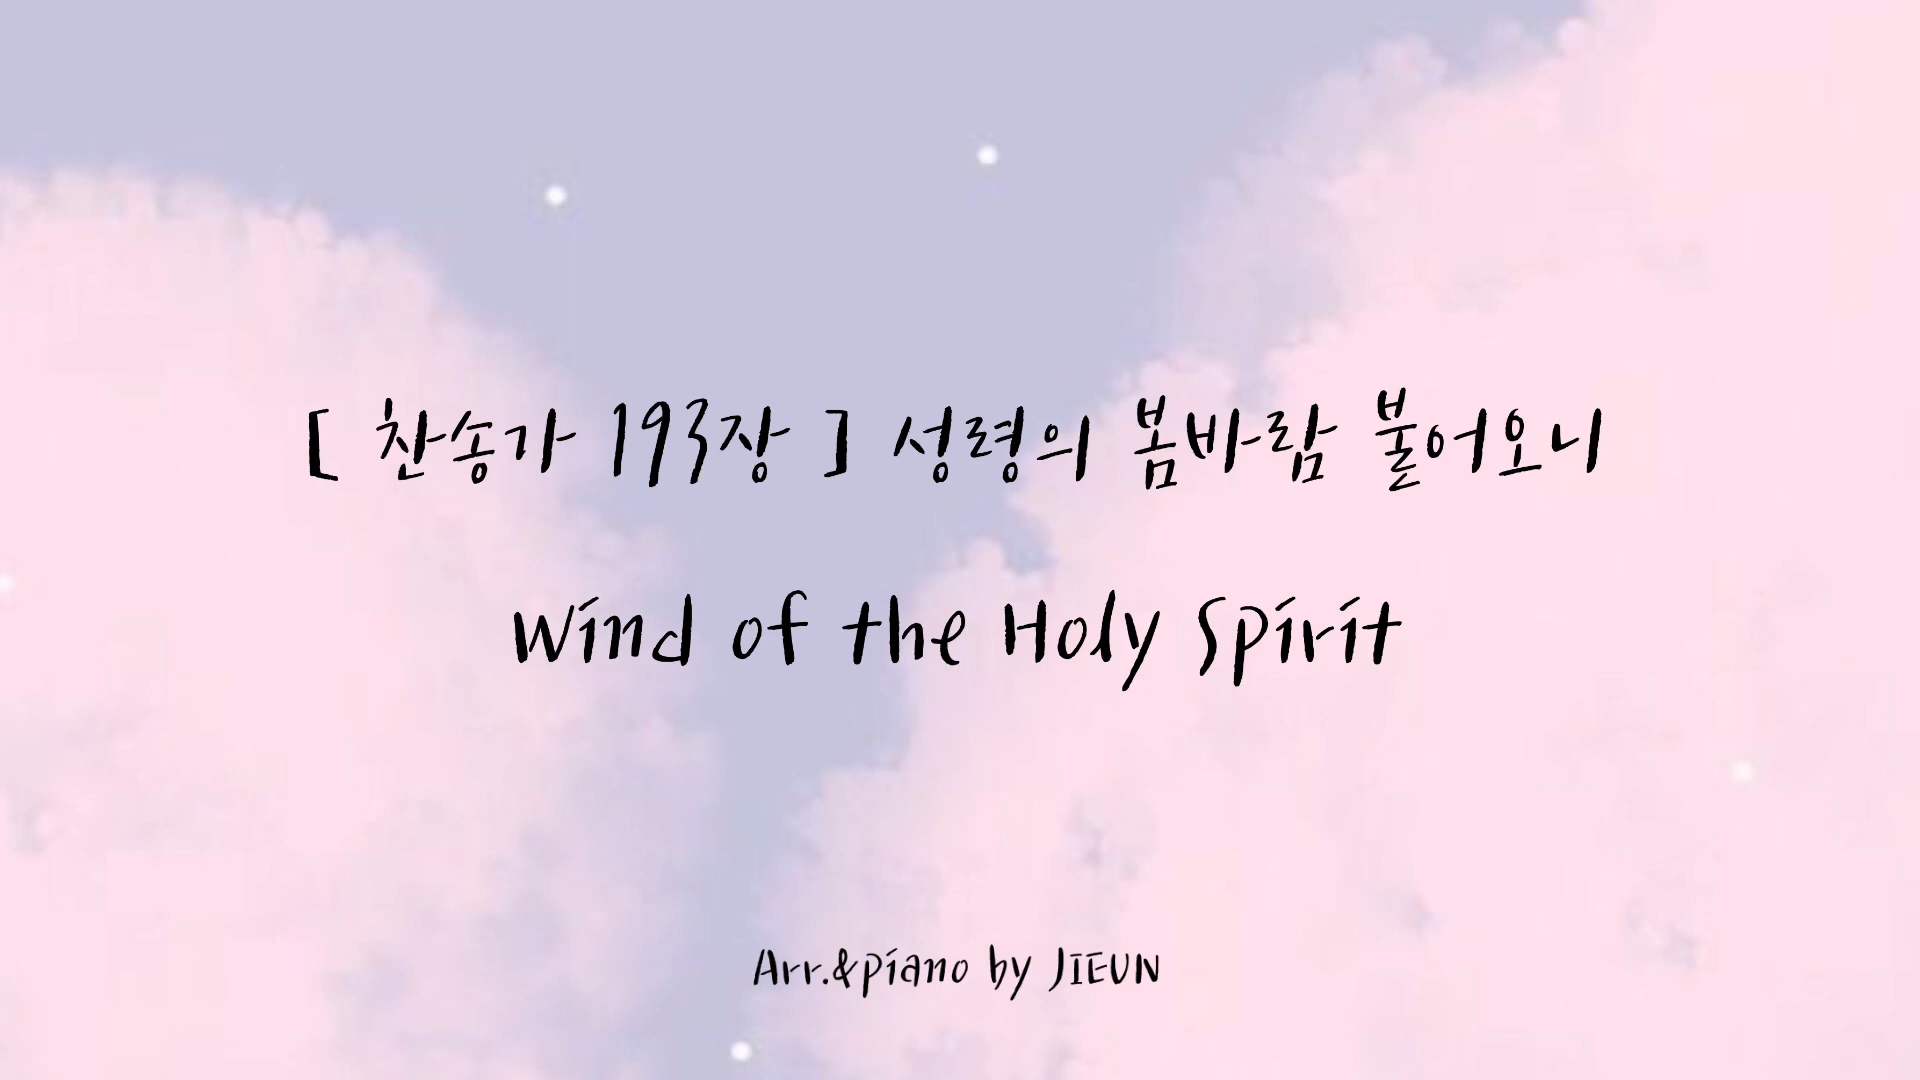 [ 찬송가 193장 ] 성령의 봄바람 불어오니
Wind of the Holy Spirit
Arr.&piano by JIEUN